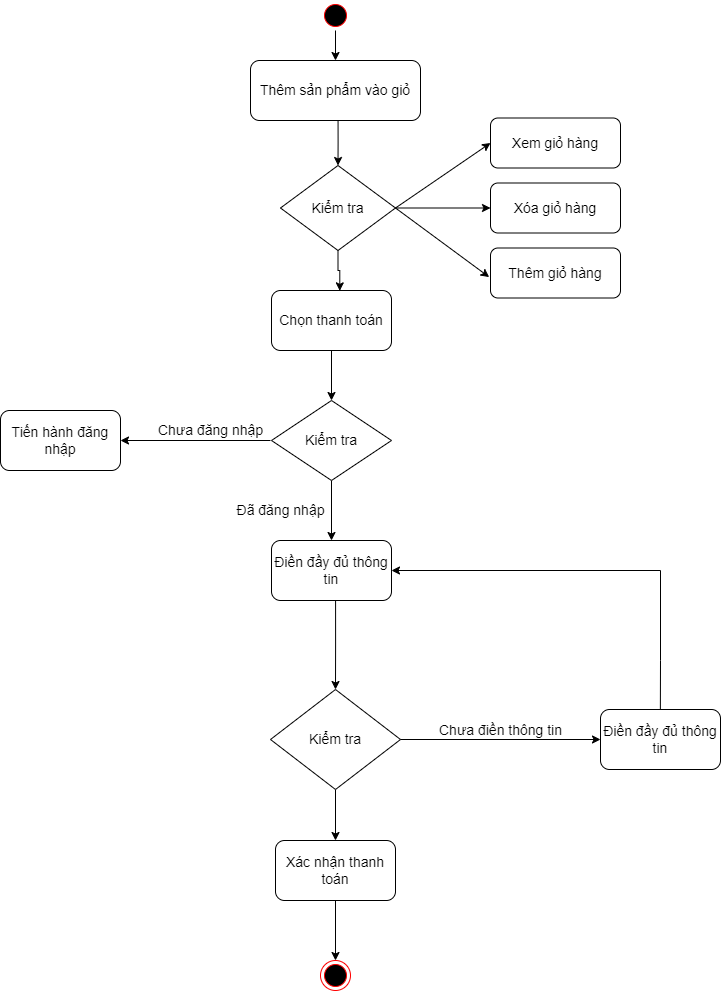 Thêm sản phẩm vào giỏ
Xem giỏ hàng
Kiểm tra
Xóa giỏ hàng
Thêm giỏ hàng
Chọn thanh toán
Tiến hành đăng
nhập
Chưa đăng nhập
Kiểm tra
Đã đăng nhập
Điền đầy đủ thông
tin
Kiểm tra
Chưa điền thông tin
Điền đầy đủ thông
tin
Xác nhận thanh
toán